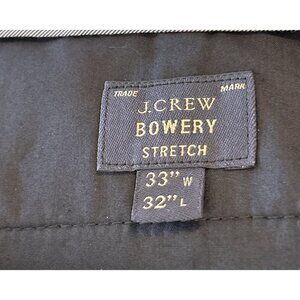 TRADE MARK
J.CREW
BOWERY
STRETCH
33" W
32" L